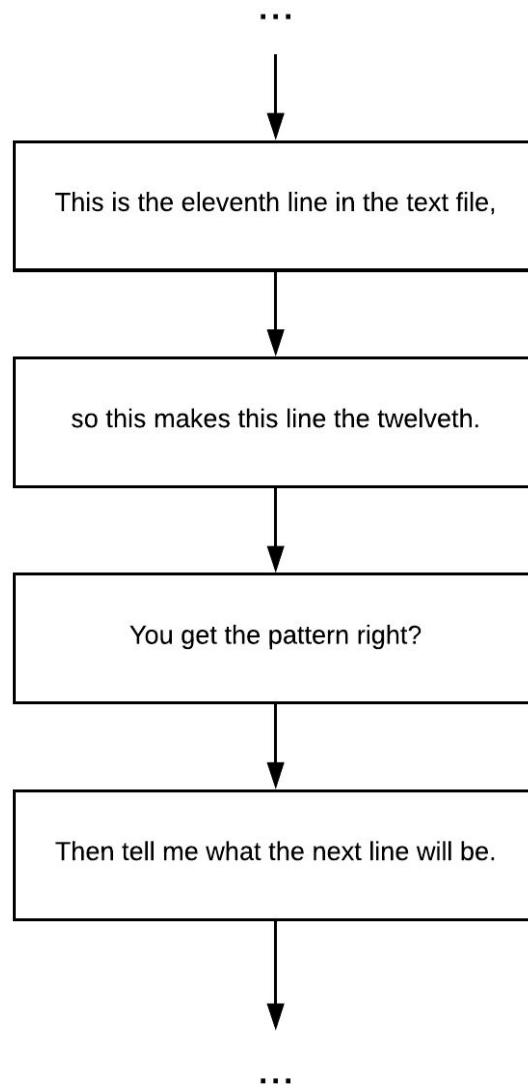 ...
This is the eleventh line in the text file,
so this makes this line the twelveth.
You get the pattern right?
Then tell me what the next line will be.
...